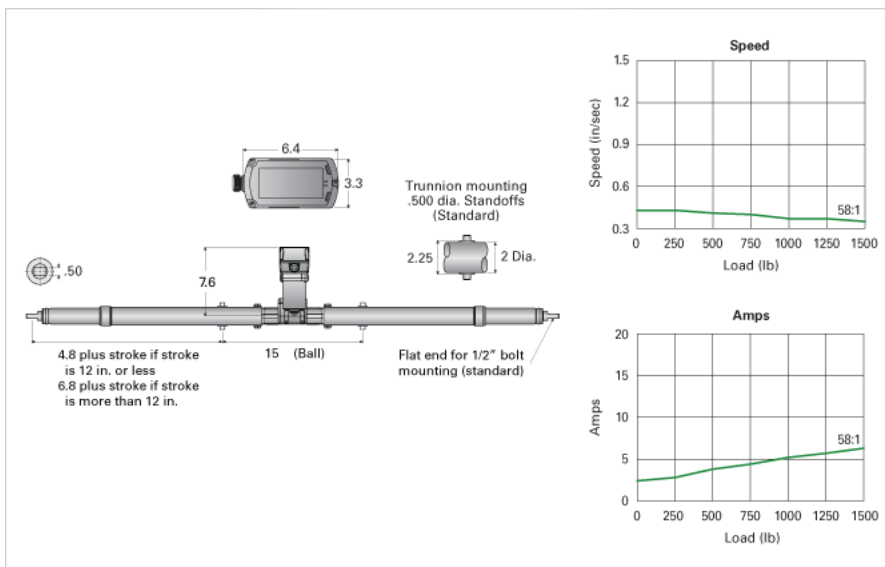 6.4
3.3
Trunnion mounting
.500 dia. Standoffs
(Standard)
2.25
2 Dia.
.50
7.6
15 (Ball)
4.8 plus stroke if stroke
is 12 in. or less
6.8 plus stroke if stroke
is more than 12 in.
Flat end for 1/2" bolt
mounting (standard)
Speed
Speed (in/sec)
1.5
1.2
0.9
0.6
0.3
58:1
0 250 500 750 1000 1250 1500
Load (lb)
Amps
Amps
20
15
10
5
0
58:1
0 250 500 750 1000 1250 1500
Load (lb)